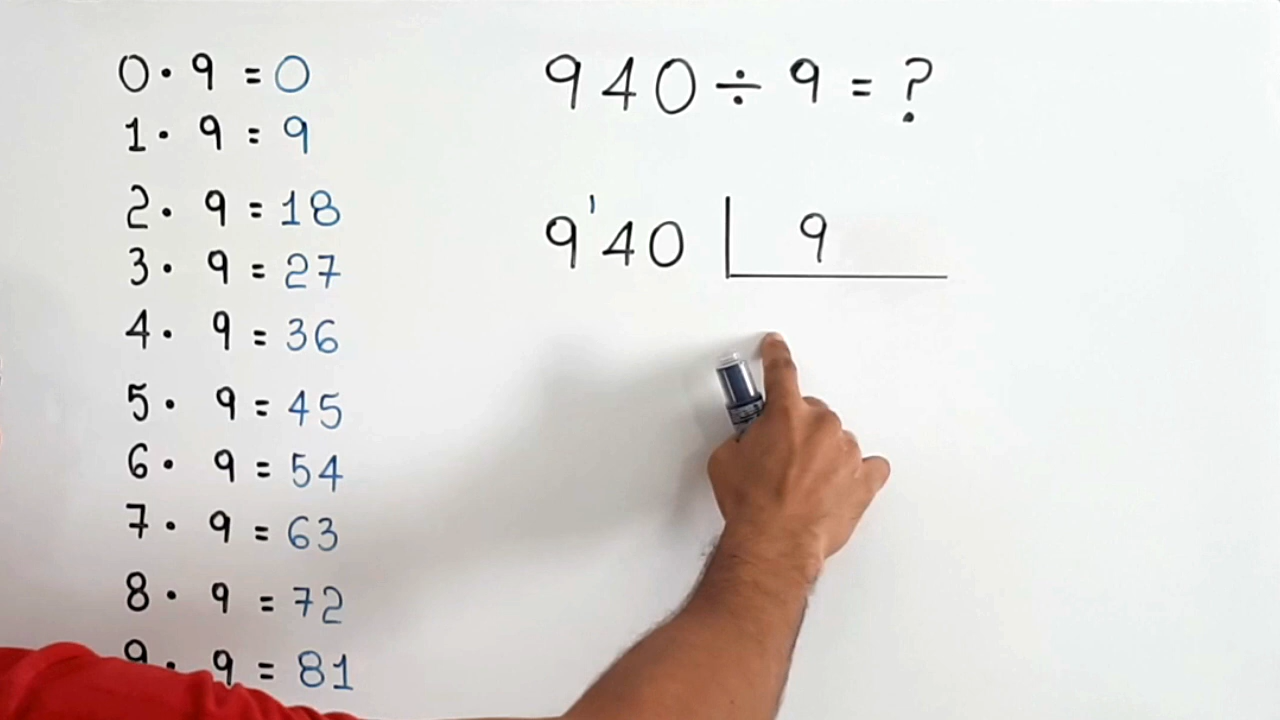 0 · 9 = 0
1 · 9 = 9
2 · 9 = 18
3 · 9 = 27
4 · 9 = 36
5 · 9 = 45
6 · 9 = 54
7 · 9 = 63
8 · 9 = 72
9 · 9 = 81
940 ÷ 9 = ?
9'40 | 9